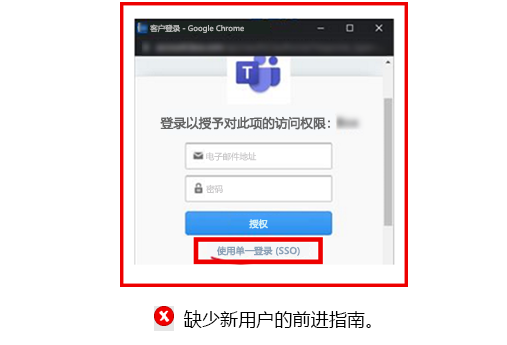 客户登录 - Google Chrome
T
登录以授予对此项的访问权限：
电子邮件地址
密码
授权
使用单一登录 (SSO)
缺少新用户的前进指南。